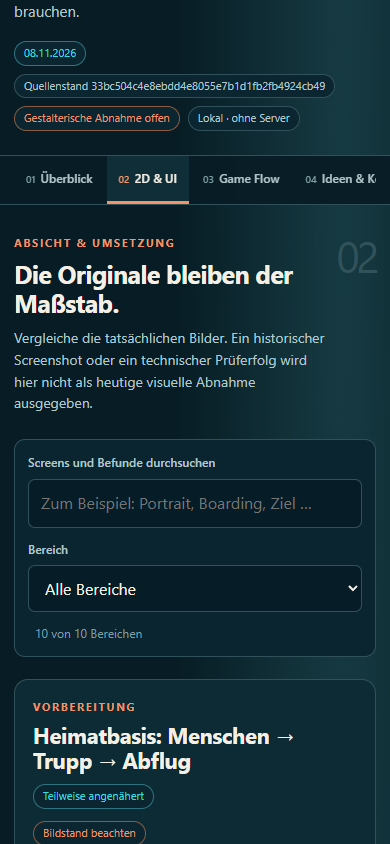 brauchen.
08.11.2026
Quellenstand 33bc504c4e8ebdd4e8055e7b1d1fb2fb4924cb49
Gestalterische Abnahme offen
Lokal · ohne Server
01 Überblick
02 2D & UI
03 Game Flow
04 Ideen & Ko
ABSICHT & UMSETZUNG
02
Die Originale bleiben der
Maßstab.
Vergleiche die tatsächlichen Bilder. Ein historischer
Screenshot oder ein technischer Prüferfolg wird
hier nicht als heutige visuelle Abnahme
ausgegeben.
Screens und Befunde durchsuchen
Zum Beispiel: Portrait, Boarding, Ziel ...
Bereich
Alle Bereiche
10 von 10 Bereichen
VORBEREITUNG
Heimatbasis: Menschen →
Trupp → Abflug
Teilweise angenähert
Bildstand beachten